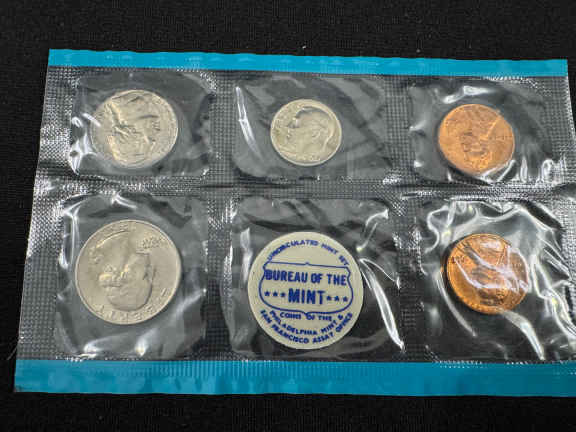 UNCIRCULATED MINT SET
BUREAU OF THE
MINT
COINS OF THE
PHILADELPHIA MINT &
SAN FRANCISCO ASSAY OFFICE
LIBERTY